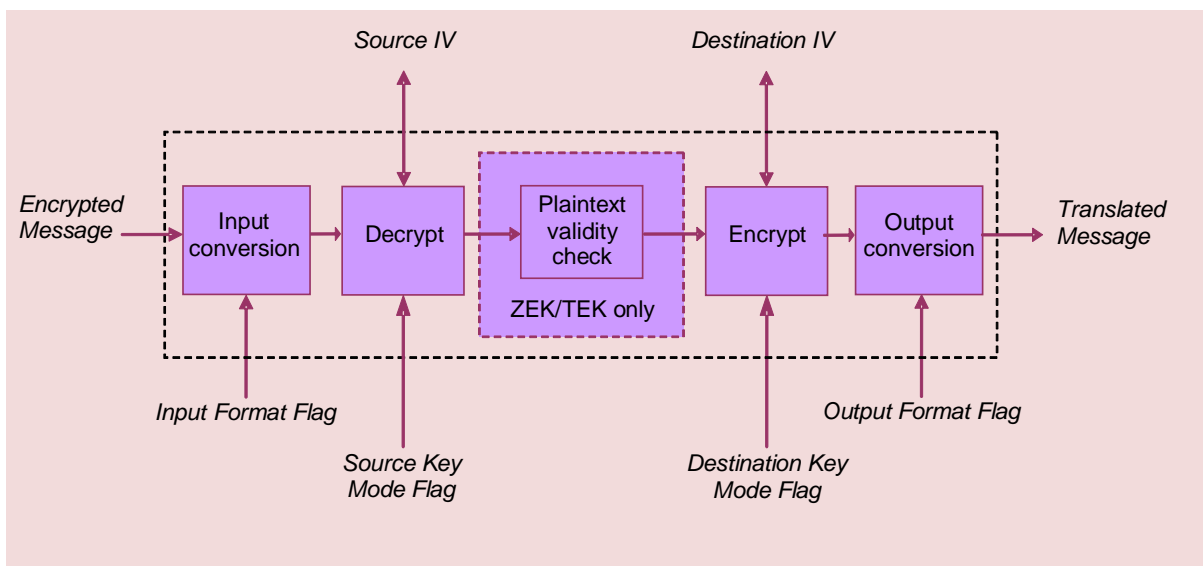 Source IV
Destination IV
Encrypted
Message
Input
conversion
Decrypt
Plaintext
validity
check
ZEK/TEK only
Encrypt
Output
conversion
Translated
Message
Input Format Flag
Output Format Flag
Source Key
Mode Flag
Destination Key
Mode Flag